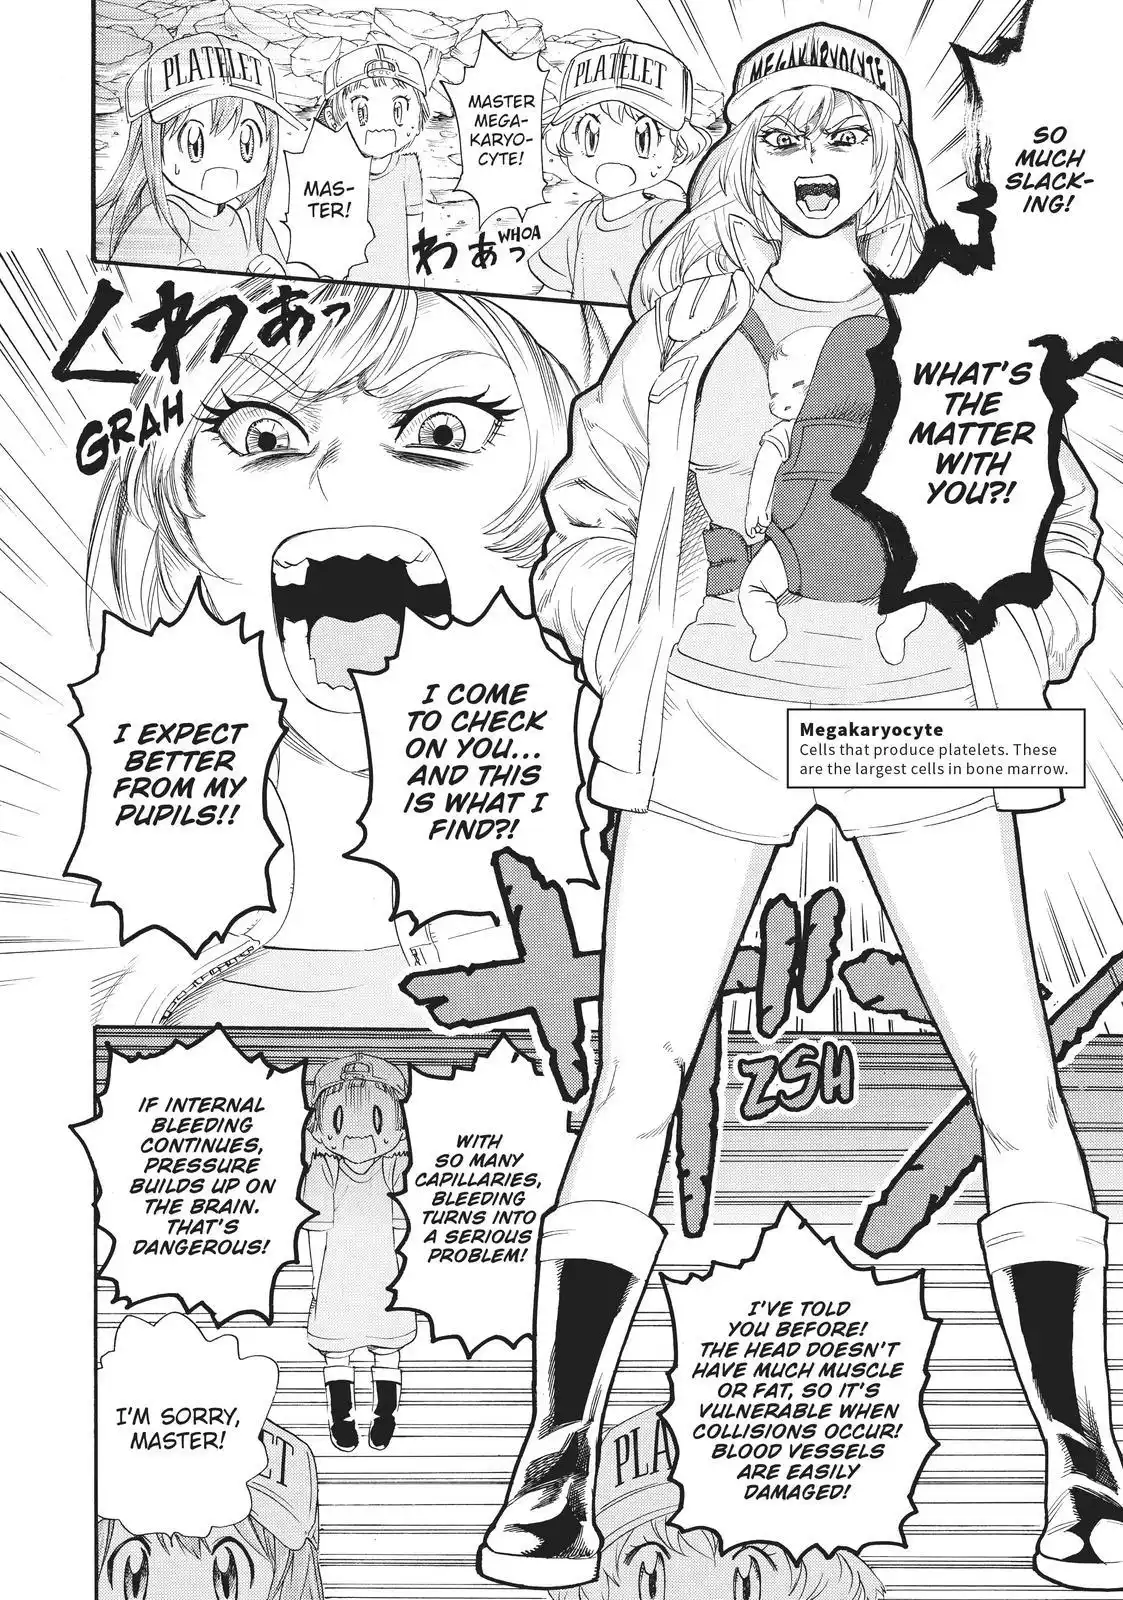 SO
MUCH
SLACK-
ING!
MEGAKARYOCYTE
WHAT'S
THE
MATTER
WITH
YOU?!
PLATELET
MASTER
MEGA-
KARYO-
CYTE!
わぁっ
WHOA
MAS-
TER!
PLATELET
くわぁっ
GRAH
I COME
TO CHECK
ON YOU...
AND THIS
IS WHAT I
FIND?!
I EXPECT
BETTER
FROM MY
PUPILS!!
Megakaryocyte
Cells that produce platelets. These
are the largest cells in bone marrow.
ZSH
I'VE TOLD
YOU BEFORE!
THE HEAD DOESN'T
HAVE MUCH MUSCLE
OR FAT, SO IT'S
VULNERABLE WHEN
COLLISIONS OCCUR!
BLOOD VESSELS
ARE EASILY
DAMAGED!
WITH
SO MANY
CAPILLARIES,
BLEEDING
TURNS INTO
A SERIOUS
PROBLEM!
IF INTERNAL
BLEEDING
CONTINUES,
PRESSURE
BUILDS UP ON
THE BRAIN.
THAT'S
DANGEROUS!
I'M SORRY,
MASTER!